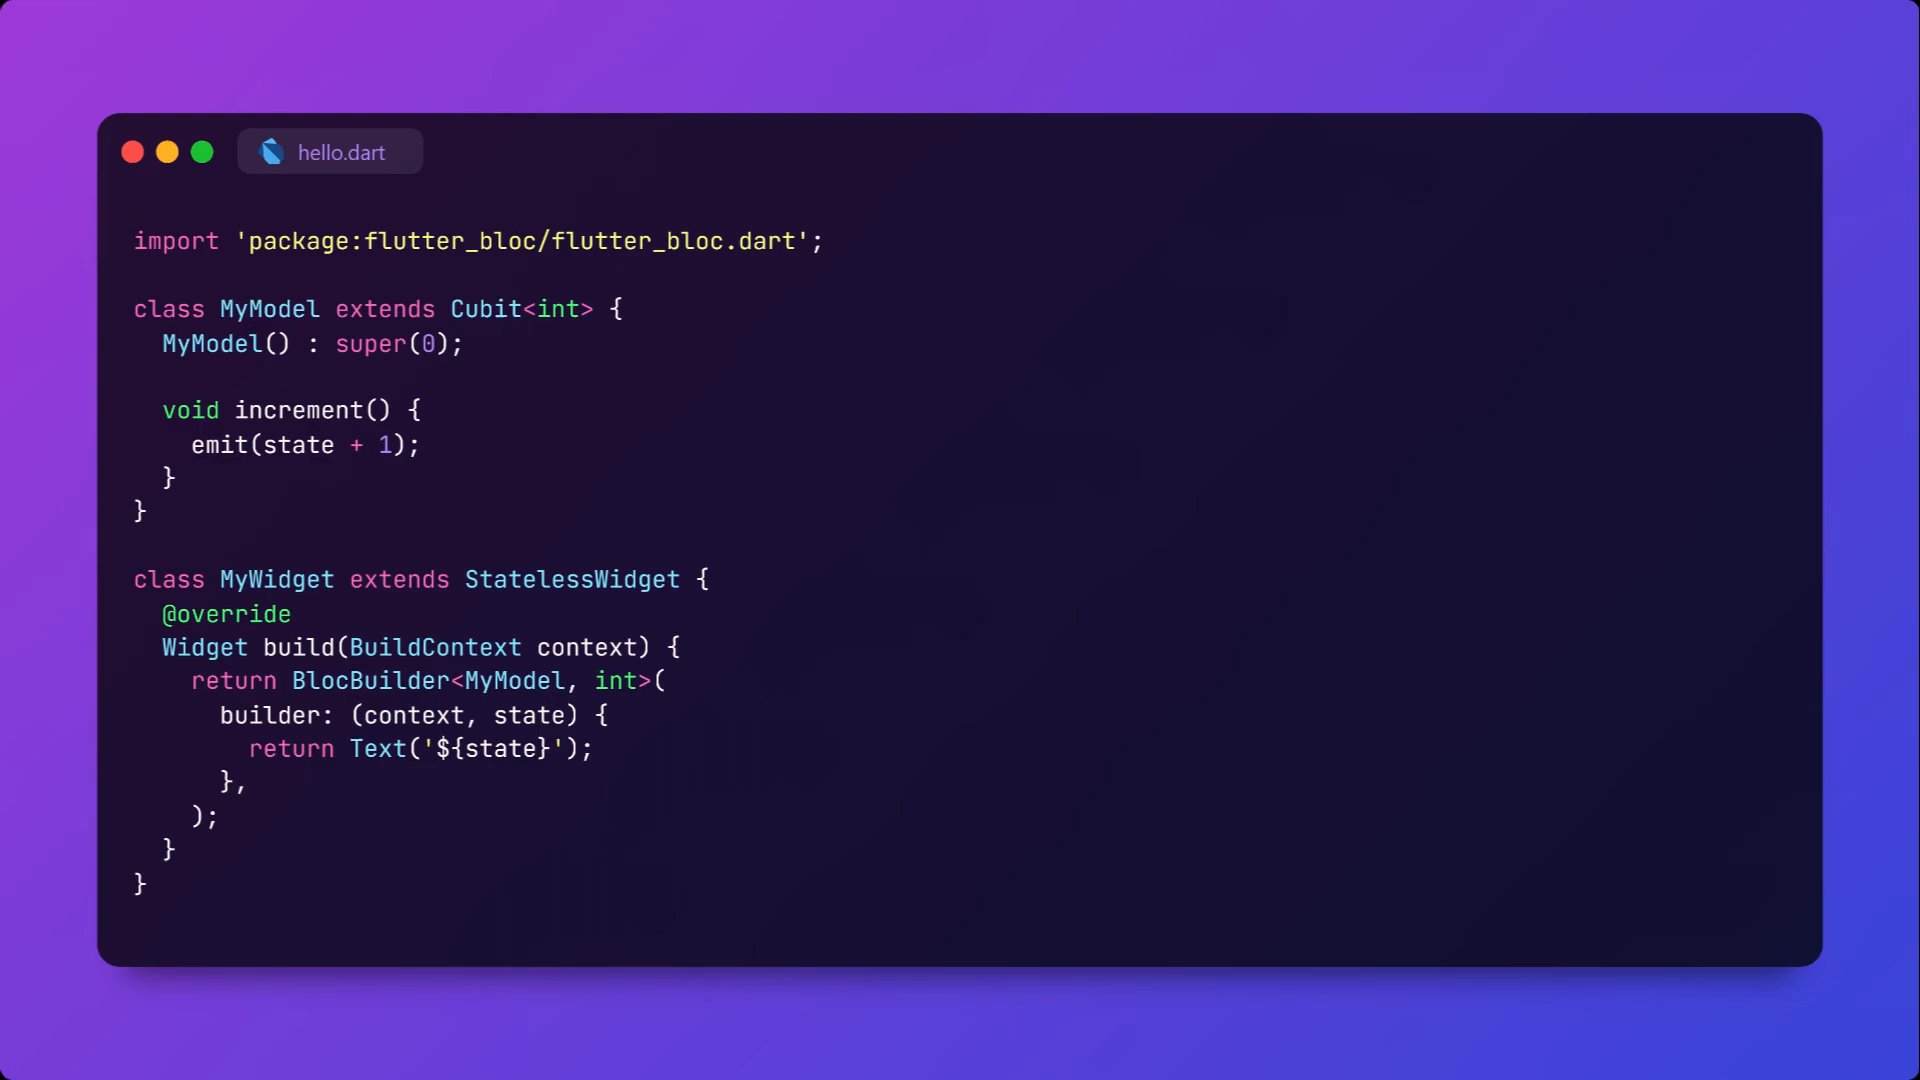 hello.dart
import 'package:flutter_bloc/flutter_bloc.dart';
class MyModel extends Cubit<int> {
  MyModel() : super(0);
  void increment() {
    emit(state + 1);
  }
}
class MyWidget extends StatelessWidget {
  @override
  Widget build(BuildContext context) {
    return BlocBuilder<MyModel, int>(
      builder: (context, state) {
        return Text('${state}');
      },
    );
  }
}